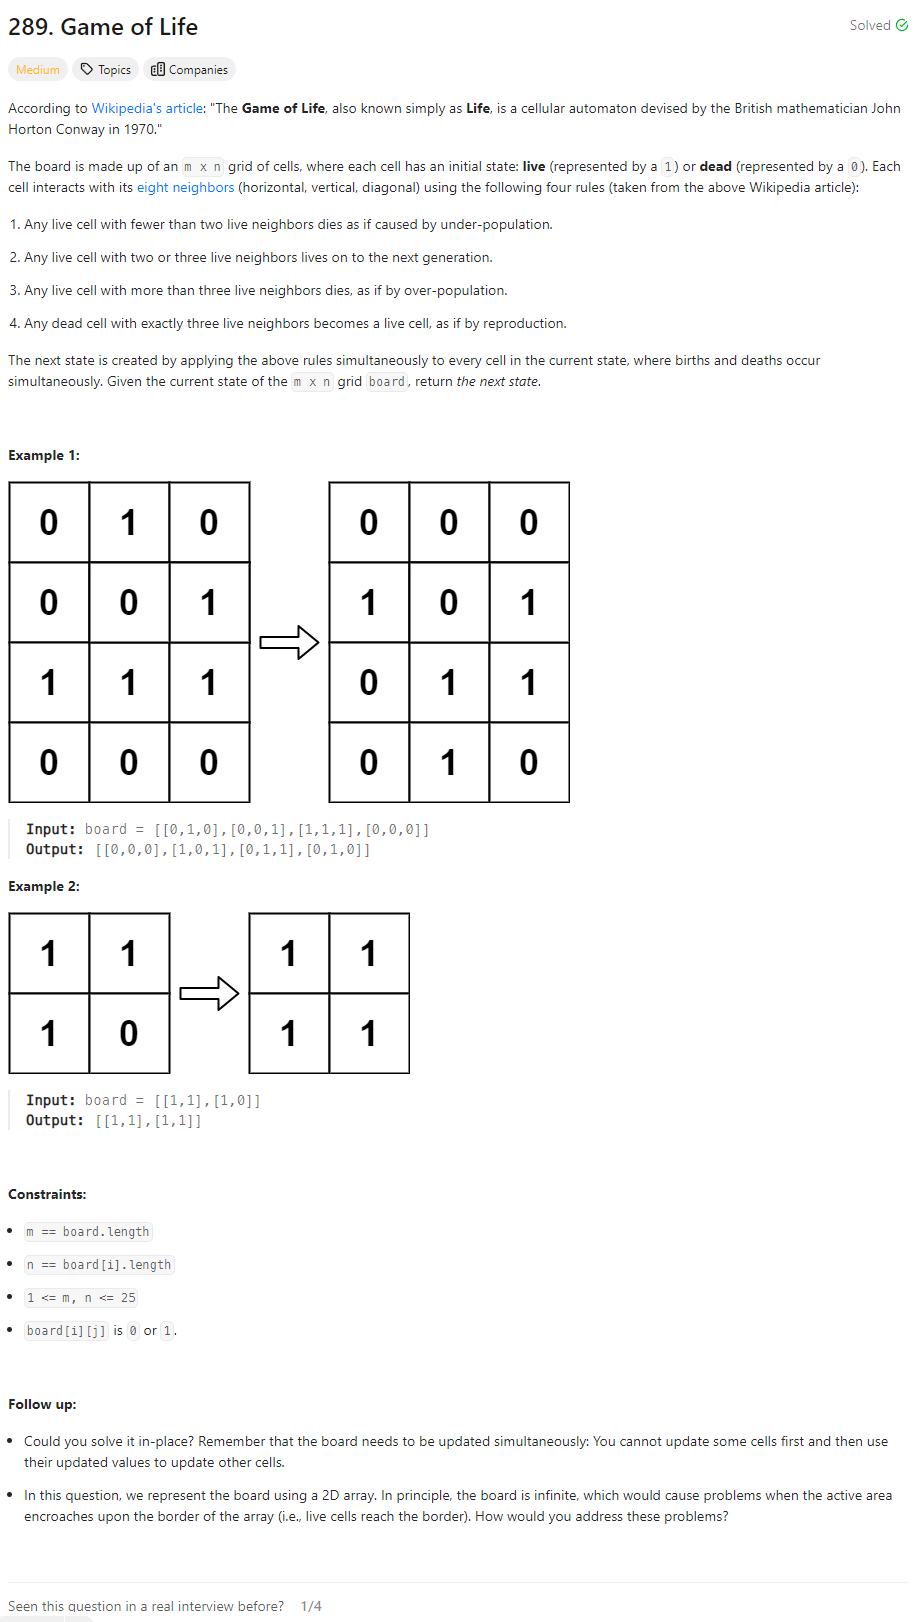 289. Game of Life
Solved
Medium Topics Companies
According to Wikipedia's article: "The Game of Life, also known simply as Life, is a cellular automaton devised by the British mathematician John
Horton Conway in 1970."
The board is made up of an m x n grid of cells, where each cell has an initial state: live (represented by a 1) or dead (represented by a 0). Each
cell interacts with its eight neighbors (horizontal, vertical, diagonal) using the following four rules (taken from the above Wikipedia article):
1. Any live cell with fewer than two live neighbors dies as if caused by under-population.
2. Any live cell with two or three live neighbors lives on to the next generation.
3. Any live cell with more than three live neighbors dies, as if by over-population.
4. Any dead cell with exactly three live neighbors becomes a live cell, as if by reproduction.
The next state is created by applying the above rules simultaneously to every cell in the current state, where births and deaths occur
simultaneously. Given the current state of the m x n grid board, return the next state.
Example 1:
0 1 0 0 0 0
0 0 1 1 0 1
1 1 1 0 1 1
0 0 0 0 1 0
Input: board = [[0,1,0],[0,0,1],[1,1,1],[0,0,0]]
Output: [[0,0,0],[1,0,1],[0,1,1],[0,1,0]]
Example 2:
1 1 1 1
1 0 1 1
Input: board = [[1,1],[1,0]]
Output: [[1,1],[1,1]]
Constraints:
• m == board.length
• n == board[i].length
• 1 <= m, n <= 25
• board[i][j] is 0 or 1.
Follow up:
• Could you solve it in-place? Remember that the board needs to be updated simultaneously: You cannot update some cells first and then use
their updated values to update other cells.
• In this question, we represent the board using a 2D array. In principle, the board is infinite, which would cause problems when the active area
encroaches upon the border of the array (i.e., live cells reach the border). How would you address these problems?
Seen this question in a real interview before? 1/4